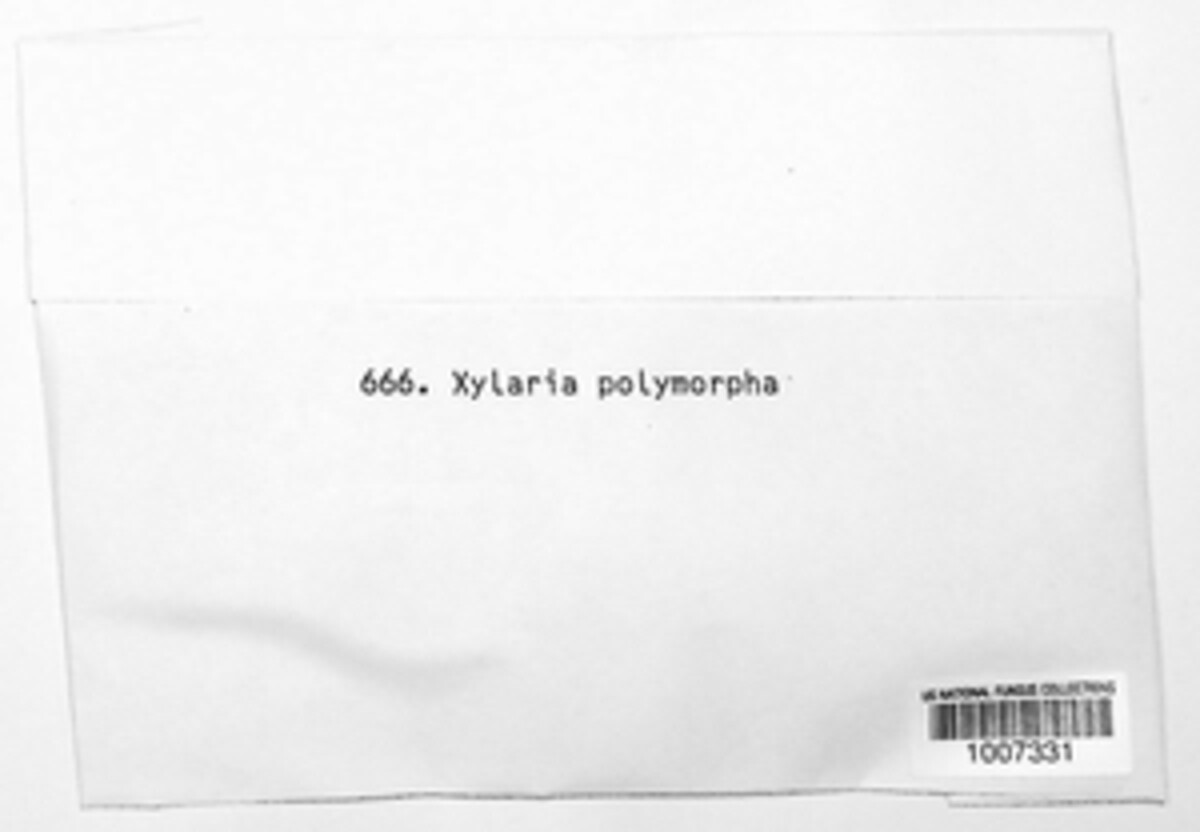 666. Xylaria polymorpha
US NATIONAL FUNGUS COLLECTIONS
1007331